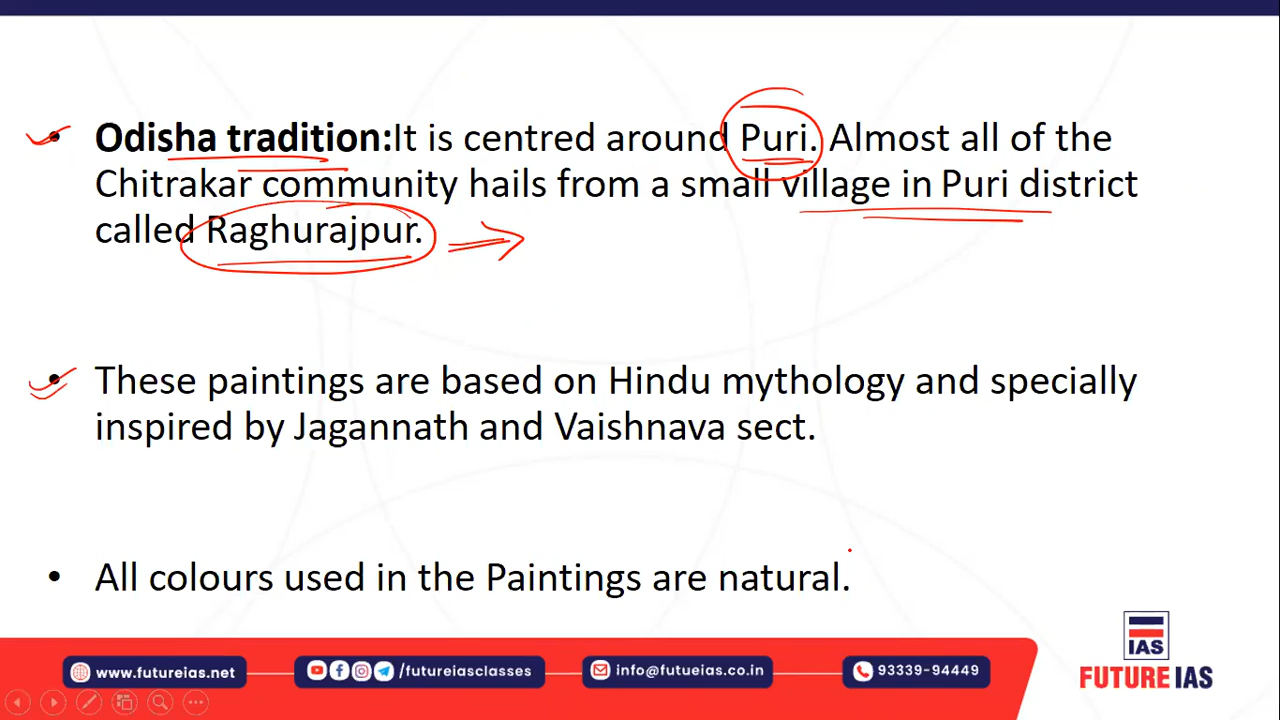 Odisha tradition:It is centred around Puri. Almost all of the
Chitrakar community hails from a small village in Puri district
called Raghurajpur.
These paintings are based on Hindu mythology and specially
inspired by Jagannath and Vaishnava sect.
All colours used in the Paintings are natural.
www.futureias.net
/futureiasclasses
info@futueias.co.in
93339-94449
IAS
FUTURE IAS